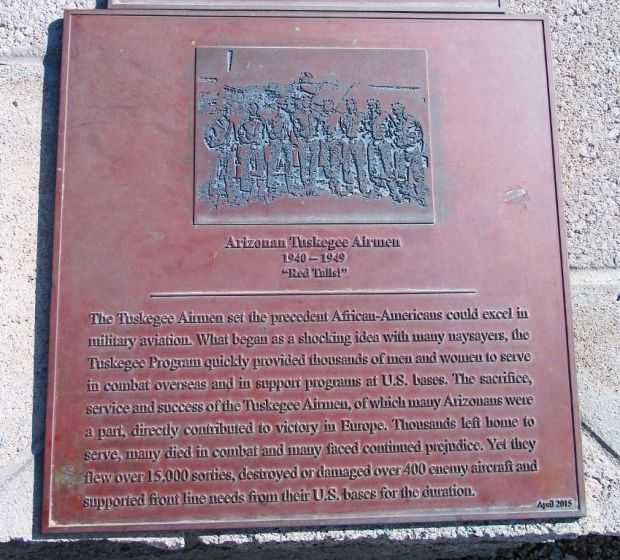 Arizonan Tuskegee Airmen
1940 – 1949
"Red Tails!"
The Tuskegee Airmen set the precedent African-Americans could excel in
military aviation. What began as a shocking idea with many naysayers, the
Tuskegee Program quickly provided thousands of men and women to serve
in combat overseas and in support programs at U.S. bases. The sacrifice,
service and success of the Tuskegee Airmen, of which many Arizonans were
a part, directly contributed to victory in Europe. Thousands left home to
serve, many died in combat and many faced continued prejudice. Yet they
flew over 15,000 sorties, destroyed or damaged over 400 enemy aircraft and
supported front line needs from their U.S. bases for the duration.
April 2015